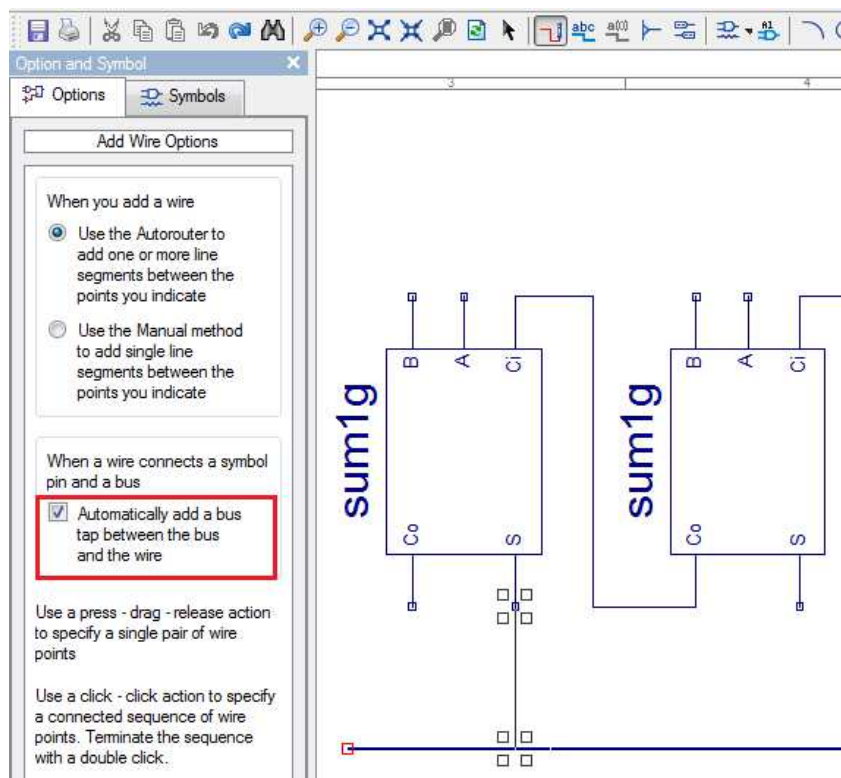 abc
a(0)
A1
Option and Symbol
Options
Symbols
3
4
Add Wire Options
When you add a wire
Use the Autorouter to
add one or more line
segments between the
points you indicate
Use the Manual method
to add single line
segments between the
points you indicate
When a wire connects a symbol
pin and a bus
Automatically add a bus
tap between the bus
and the wire
Use a press - drag - release action
to specify a single pair of wire
points
Use a click - click action to specify
a connected sequence of wire
points. Terminate the sequence
with a double click.
sum1g
B
A
Ci
Co
S
sum1g
B
A
Ci
Co
S